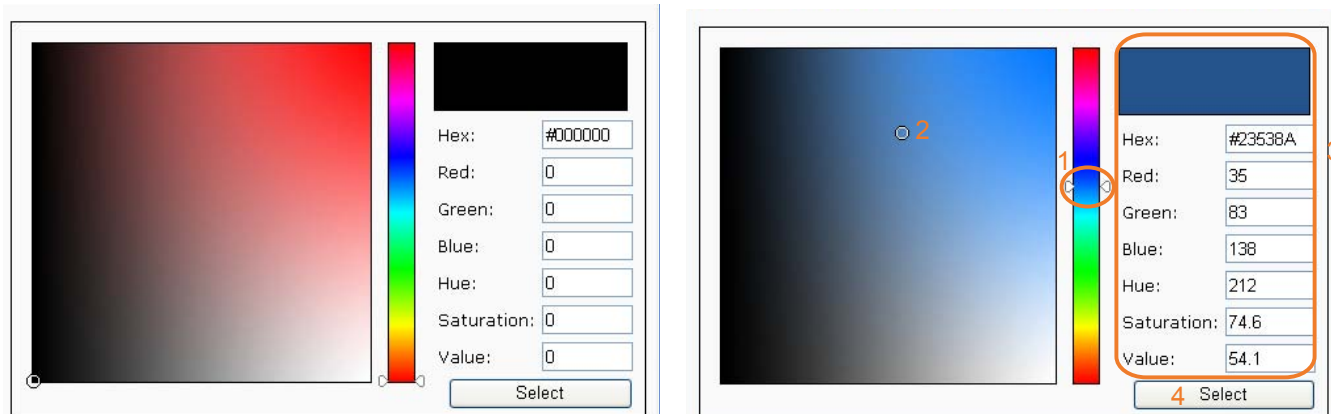 Hex: #000000
Red: 0
Green: 0
Blue: 0
Hue: 0
Saturation: 0
Value: 0
Select
2
1
Hex: #23538A
Red: 35
Green: 83
Blue: 138
Hue: 212
Saturation: 74.6
Value: 54.1
4 Select